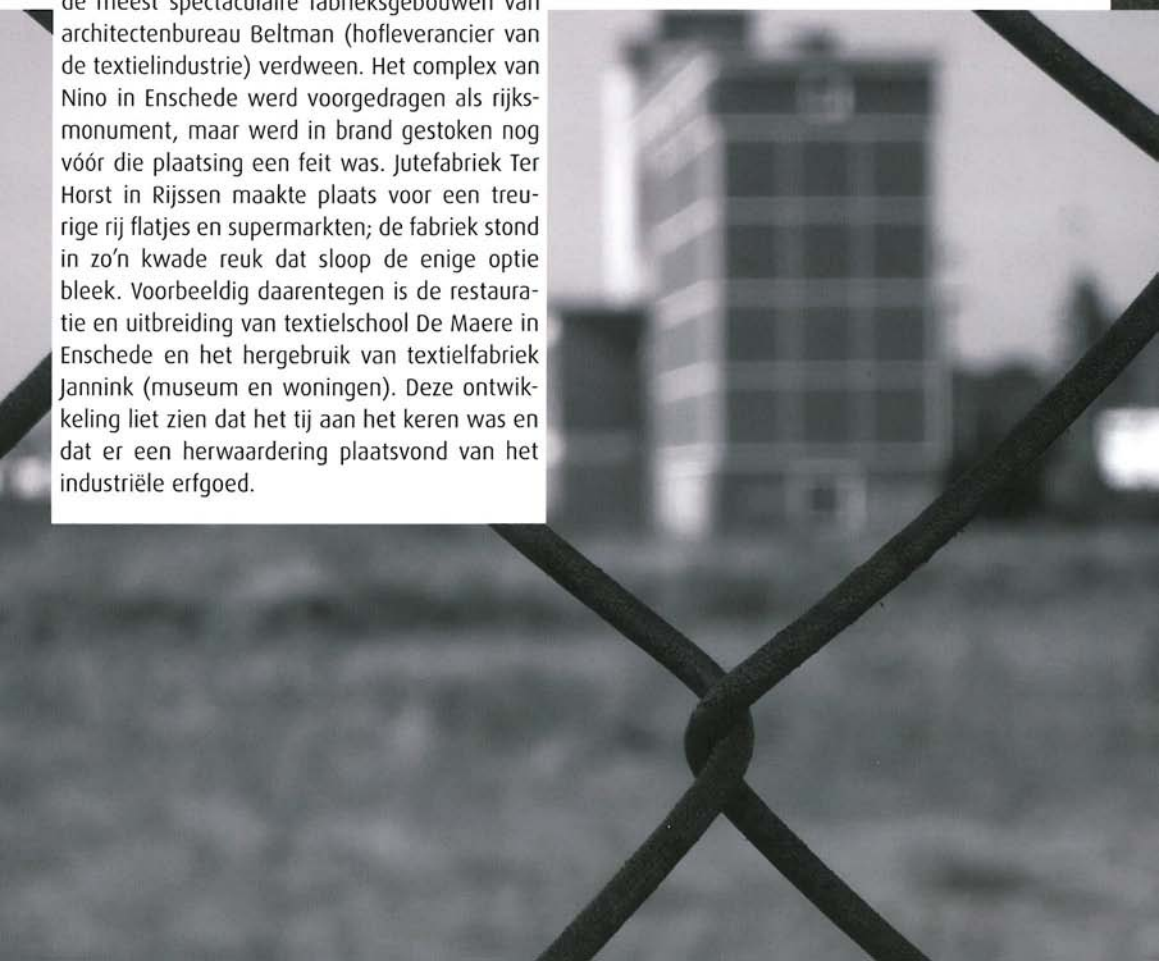 de meest spectaculaire fabrieksgebouwen van
architectenbureau Beltman (hofleverancier van
de textielindustrie) verdween. Het complex van
Nino in Enschede werd voorgedragen als rijks-
monument, maar werd in brand gestoken nog
vóór die plaatsing een feit was. Jutefabriek Ter
Horst in Rijssen maakte plaats voor een treu-
rige rij flatjes en supermarkten; de fabriek stond
in zo'n kwade reuk dat sloop de enige optie
bleek. Voorbeeldig daarentegen is de restaura-
tie en uitbreiding van textielschool De Maere in
Enschede en het hergebruik van textielfabriek
Jannink (museum en woningen). Deze ontwik-
keling liet zien dat het tij aan het keren was en
dat er een herwaardering plaatsvond van het
industriële erfgoed.